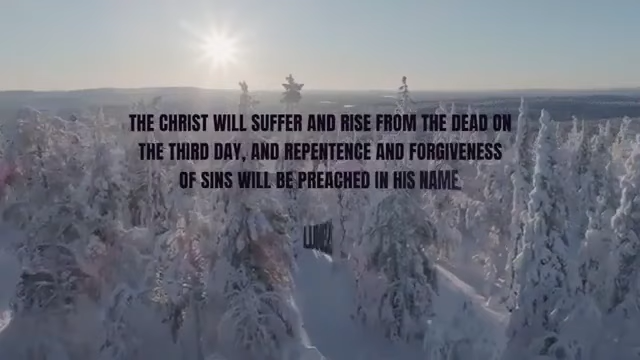 THE CHRIST WILL SUFFER AND RISE FROM THE DEAD ON
THE THIRD DAY, AND REPENTENCE AND FORGIVENESS
OF SINS WILL BE PREACHED IN HIS NAME